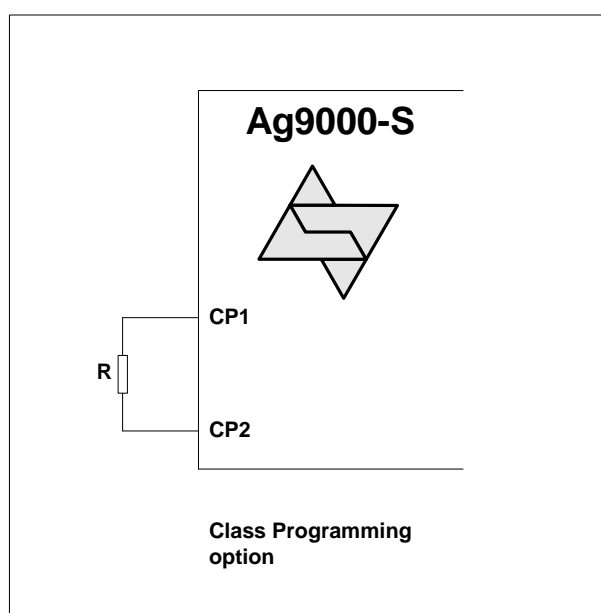 Ag9000-S
CP1
R
CP2
Class Programming
option